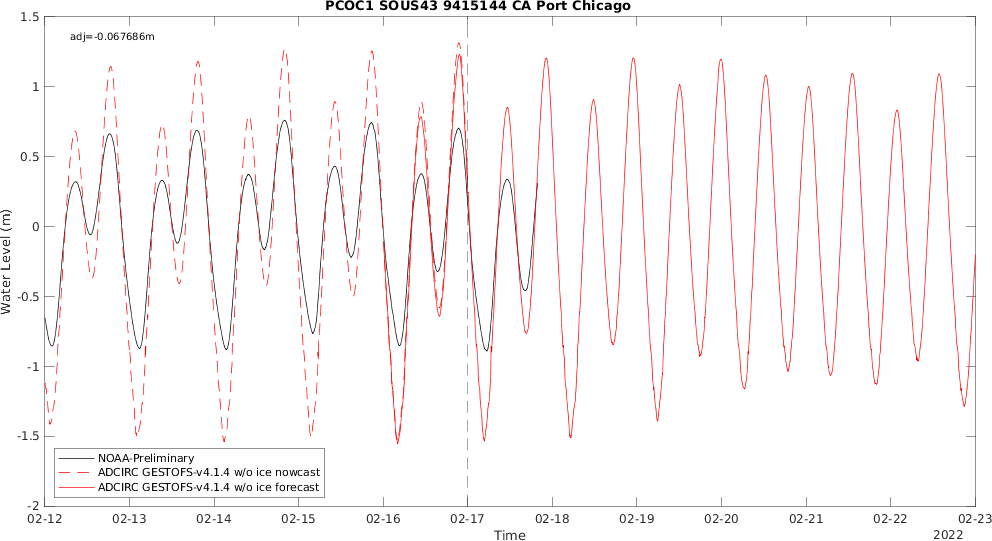 PCOC1 SOUS43 9415144 CA Port Chicago
adj=-0.067686m
1.5
1
0.5
0
-0.5
-1
-1.5
-2
Water Level (m)
NOAA-Preliminary
ADCIRC GESTOFS-v4.1.4 w/o ice nowcast
ADCIRC GESTOFS-v4.1.4 w/o ice forecast
02-12 02-13 02-14 02-15 02-16 02-17 02-18 02-19 02-20 02-21 02-22 02-23
Time
2022